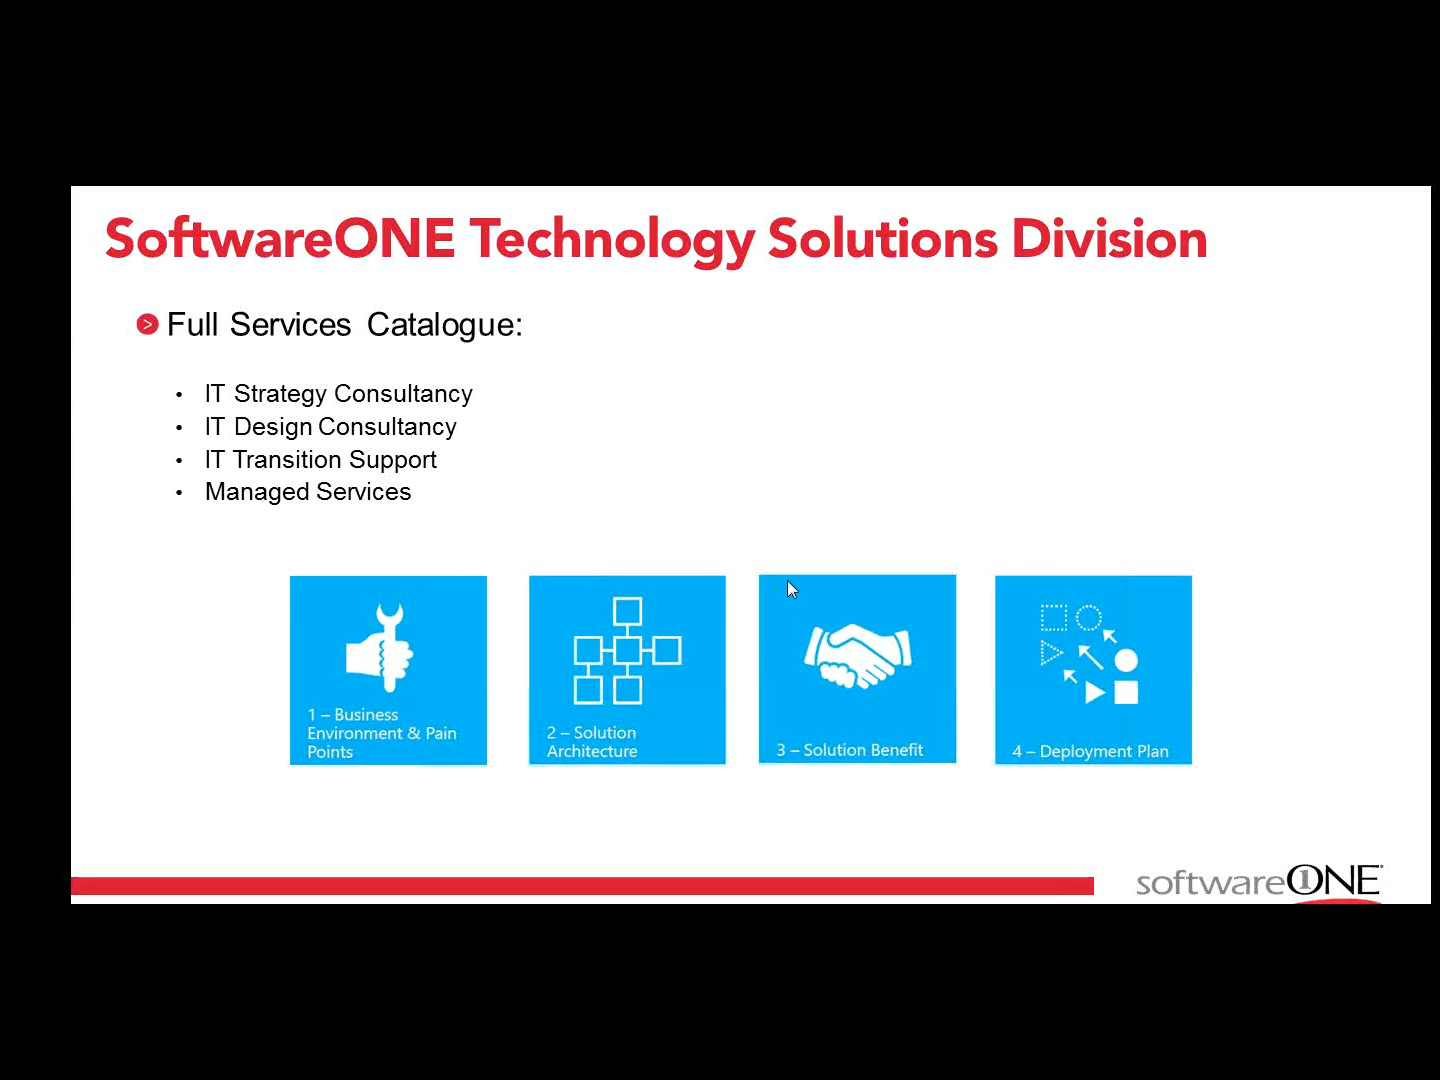 SoftwareONE Technology Solutions Division
> Full Services Catalogue:
• IT Strategy Consultancy
• IT Design Consultancy
• IT Transition Support
• Managed Services
1 – Business
Environment & Pain
Points
2 – Solution
Architecture
3 – Solution Benefit
4 – Deployment Plan
softwareONE